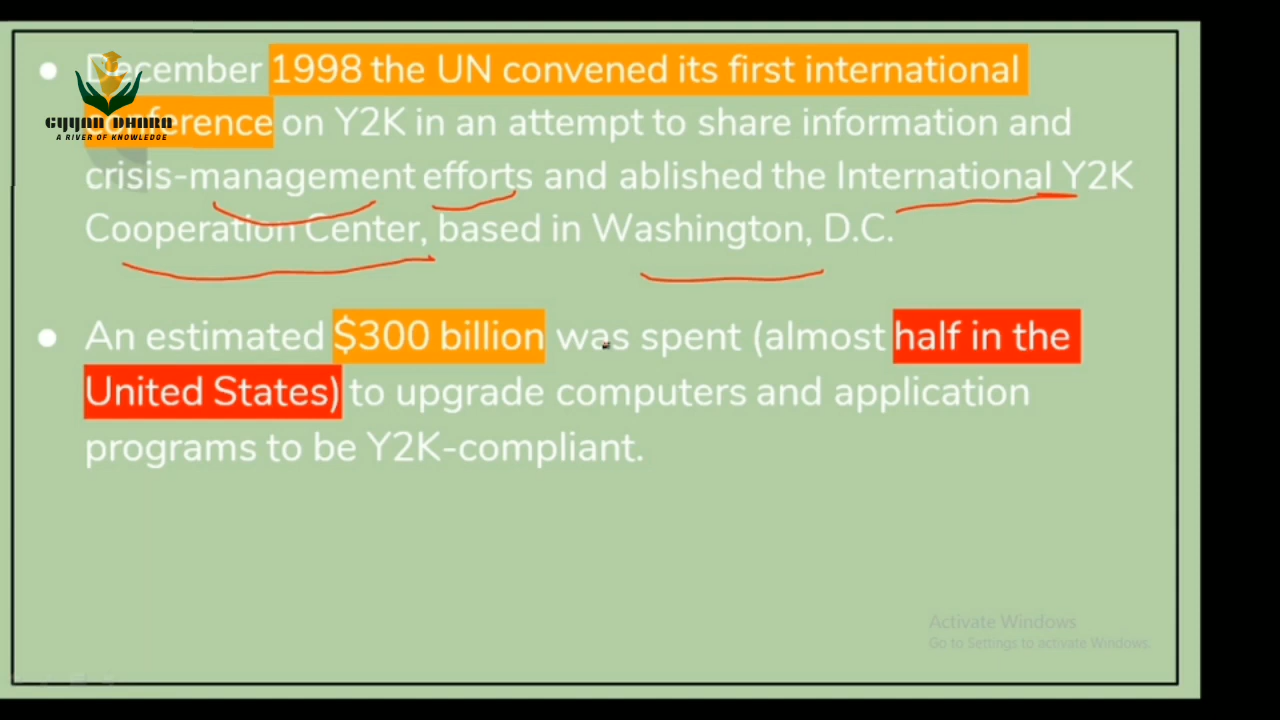 December 1998 the UN convened its first international
conference on Y2K in an attempt to share information and
crisis-management efforts and ablished the International Y2K
Cooperation Center, based in Washington, D.C.
An estimated $300 billion was spent (almost half in the
United States) to upgrade computers and application
programs to be Y2K-compliant.
GYYAN DHARA
A RIVER OF KNOWLEDGE
Activate Windows
Go to Settings to activate Windows.